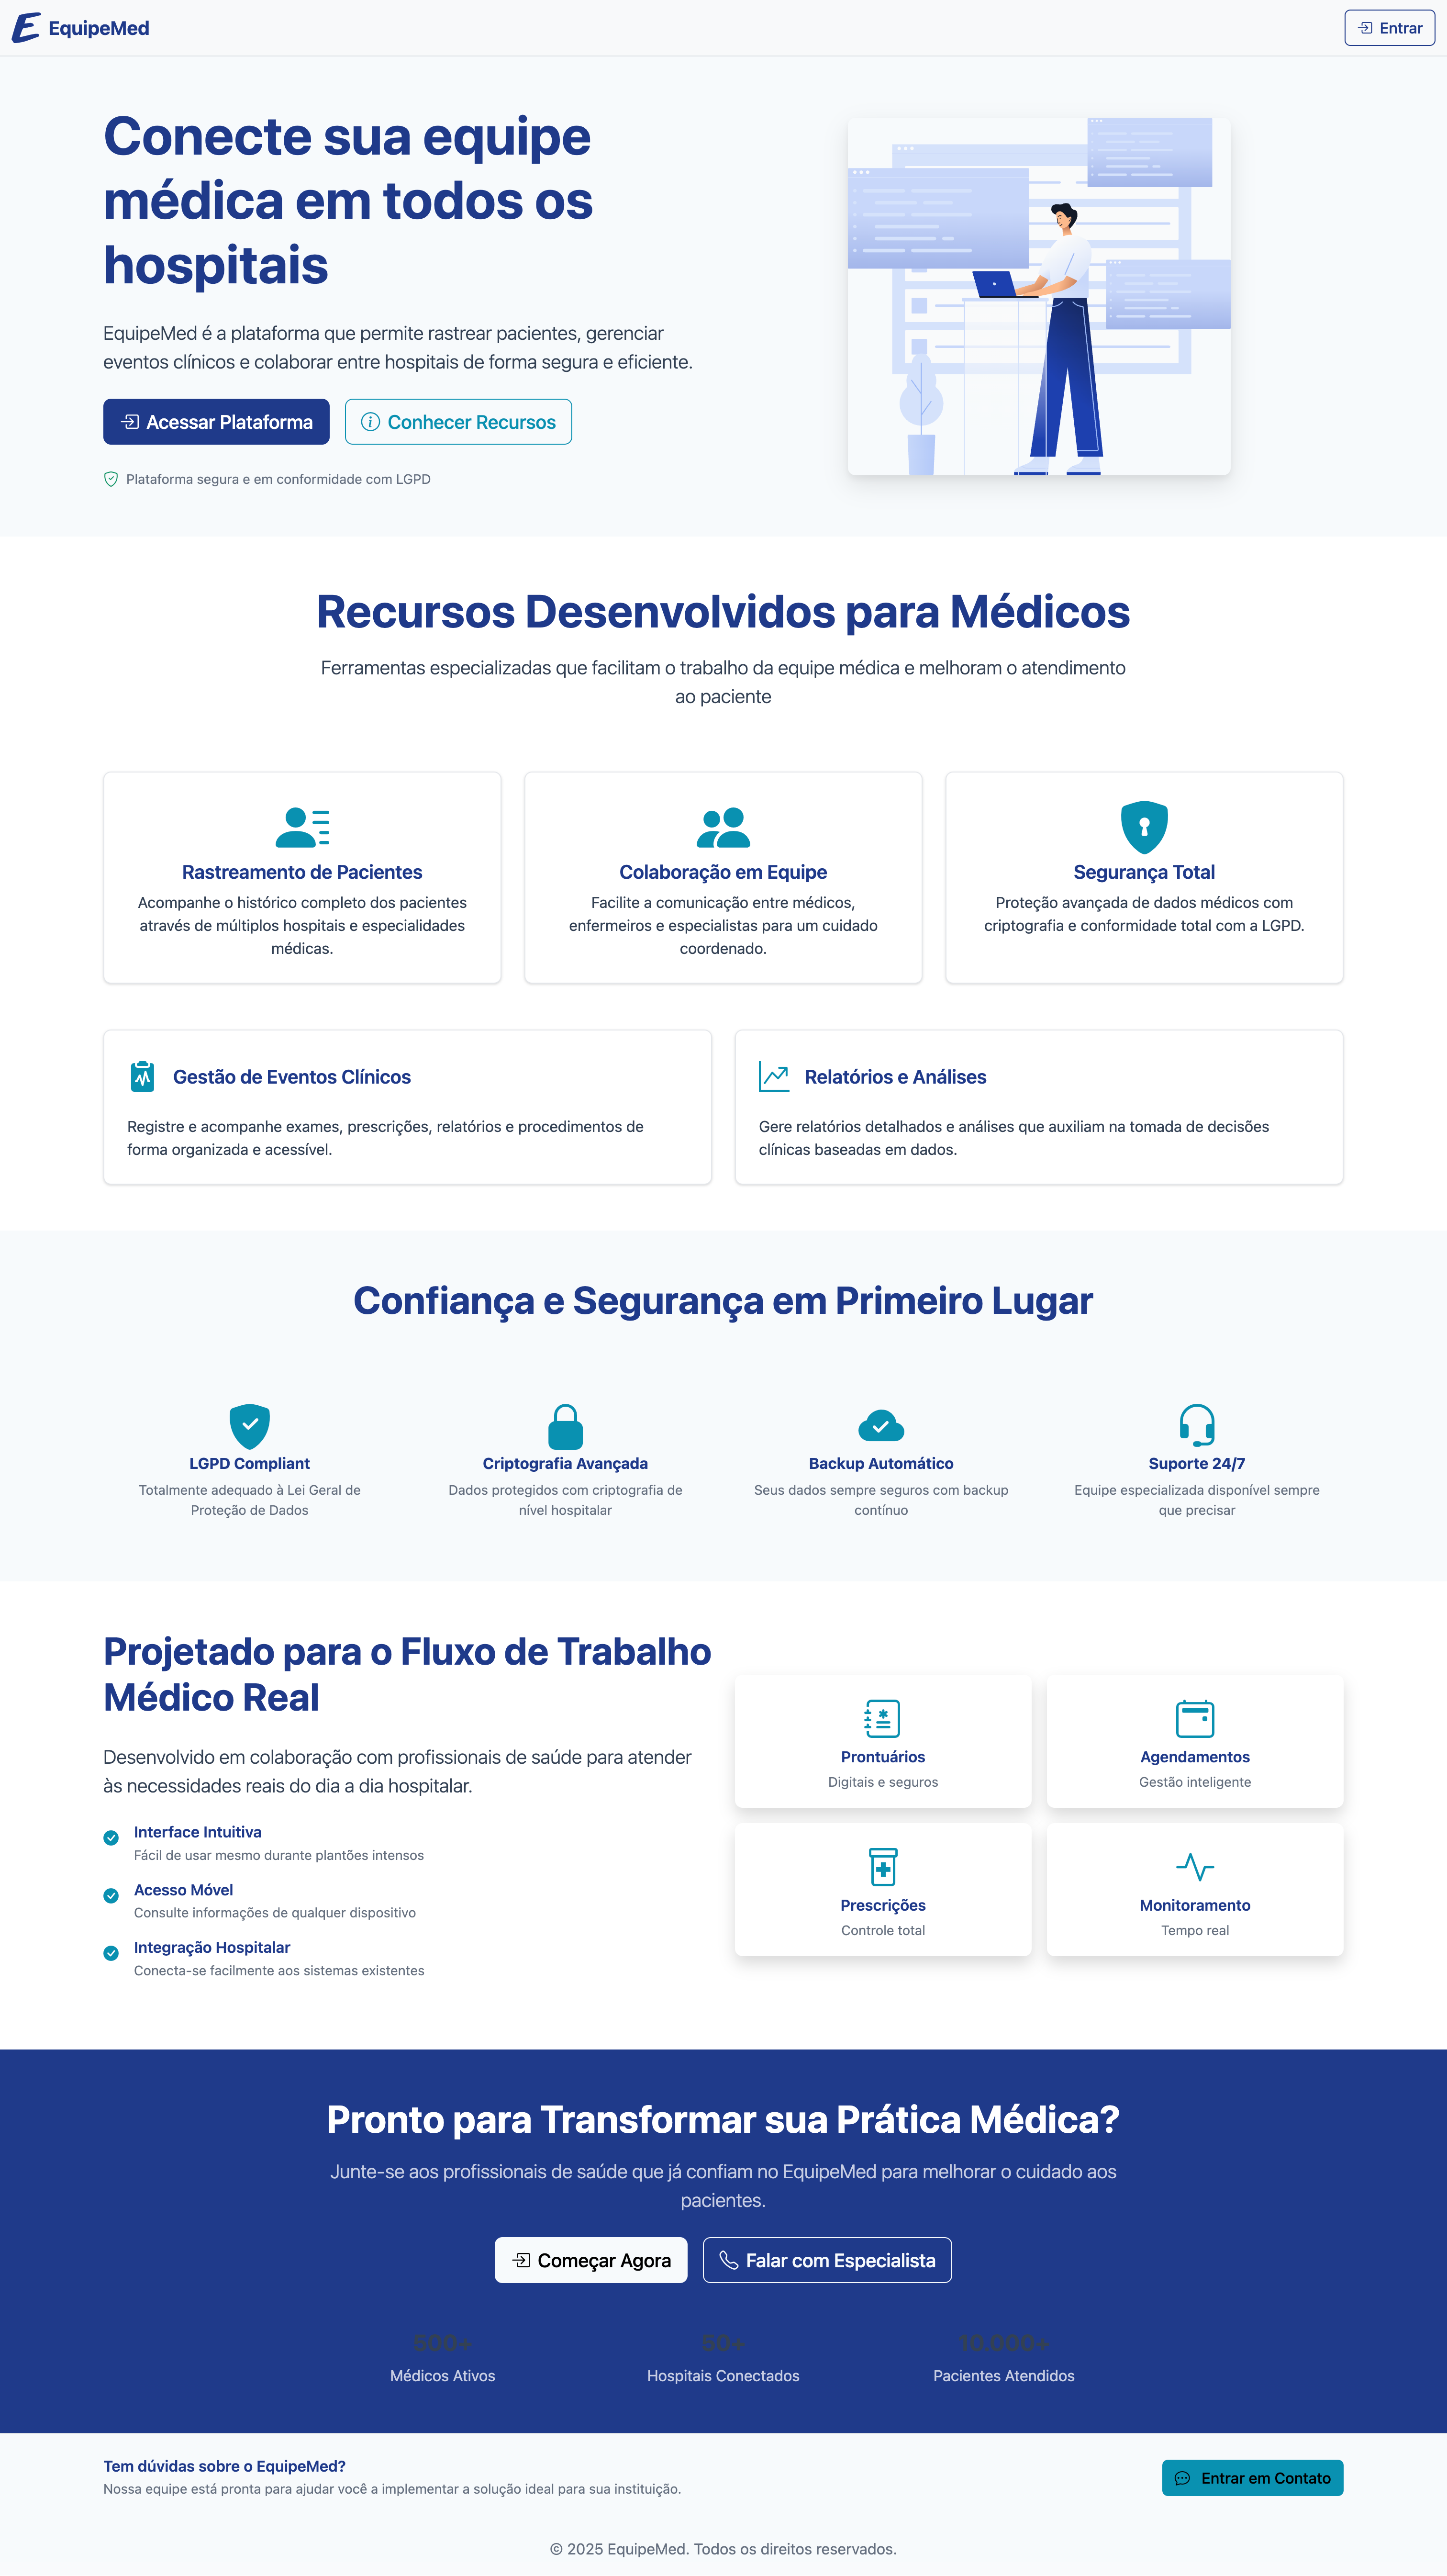 EquipeMed
Entrar
Conecte sua equipe
médica em todos os
hospitais
EquipeMed é a plataforma que permite rastrear pacientes, gerenciar
eventos clínicos e colaborar entre hospitais de forma segura e eficiente.
Acessar Plataforma
Conhecer Recursos
Plataforma segura e em conformidade com LGPD
Recursos Desenvolvidos para Médicos
Ferramentas especializadas que facilitam o trabalho da equipe médica e melhoram o atendimento
ao paciente
Rastreamento de Pacientes
Acompanhe o histórico completo dos pacientes
através de múltiplos hospitais e especialidades
médicas.
Colaboração em Equipe
Facilite a comunicação entre médicos,
enfermeiros e especialistas para um cuidado
coordenado.
Segurança Total
Proteção avançada de dados médicos com
criptografia e conformidade total com a LGPD.
Gestão de Eventos Clínicos
Registre e acompanhe exames, prescrições, relatórios e procedimentos de
forma organizada e acessível.
Relatórios e Análises
Gere relatórios detalhados e análises que auxiliam na tomada de decisões
clínicas baseadas em dados.
Confiança e Segurança em Primeiro Lugar
LGPD Compliant
Totalmente adequado à Lei Geral de
Proteção de Dados
Criptografia Avançada
Dados protegidos com criptografia de
nível hospitalar
Backup Automático
Seus dados sempre seguros com backup
contínuo
Suporte 24/7
Equipe especializada disponível sempre
que precisar
Projetado para o Fluxo de Trabalho
Médico Real
Desenvolvido em colaboração com profissionais de saúde para atender
às necessidades reais do dia a dia hospitalar.
Interface Intuitiva
Fácil de usar mesmo durante plantões intensos
Acesso Móvel
Consulte informações de qualquer dispositivo
Integração Hospitalar
Conecta-se facilmente aos sistemas existentes
Prontuários
Digitais e seguros
Agendamentos
Gestão inteligente
Prescrições
Controle total
Monitoramento
Tempo real
Pronto para Transformar sua Prática Médica?
Junte-se aos profissionais de saúde que já confiam no EquipeMed para melhorar o cuidado aos
pacientes.
Começar Agora
Falar com Especialista
500+
Médicos Ativos
50+
Hospitais Conectados
10.000+
Pacientes Atendidos
Tem dúvidas sobre o EquipeMed?
Nossa equipe está pronta para ajudar você a implementar a solução ideal para sua instituição.
Entrar em Contato
© 2025 EquipeMed. Todos os direitos reservados.